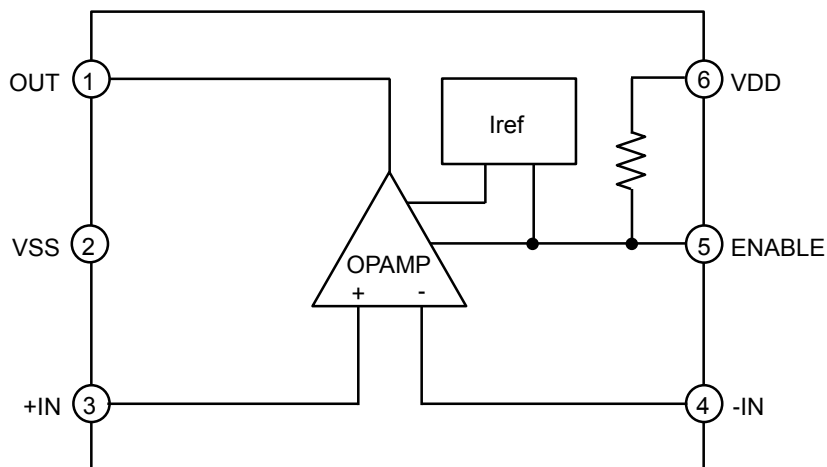 OUT 1
6 VDD
Iref
VSS 2
5 ENABLE
OPAMP
+ -
+IN 3
4 -IN